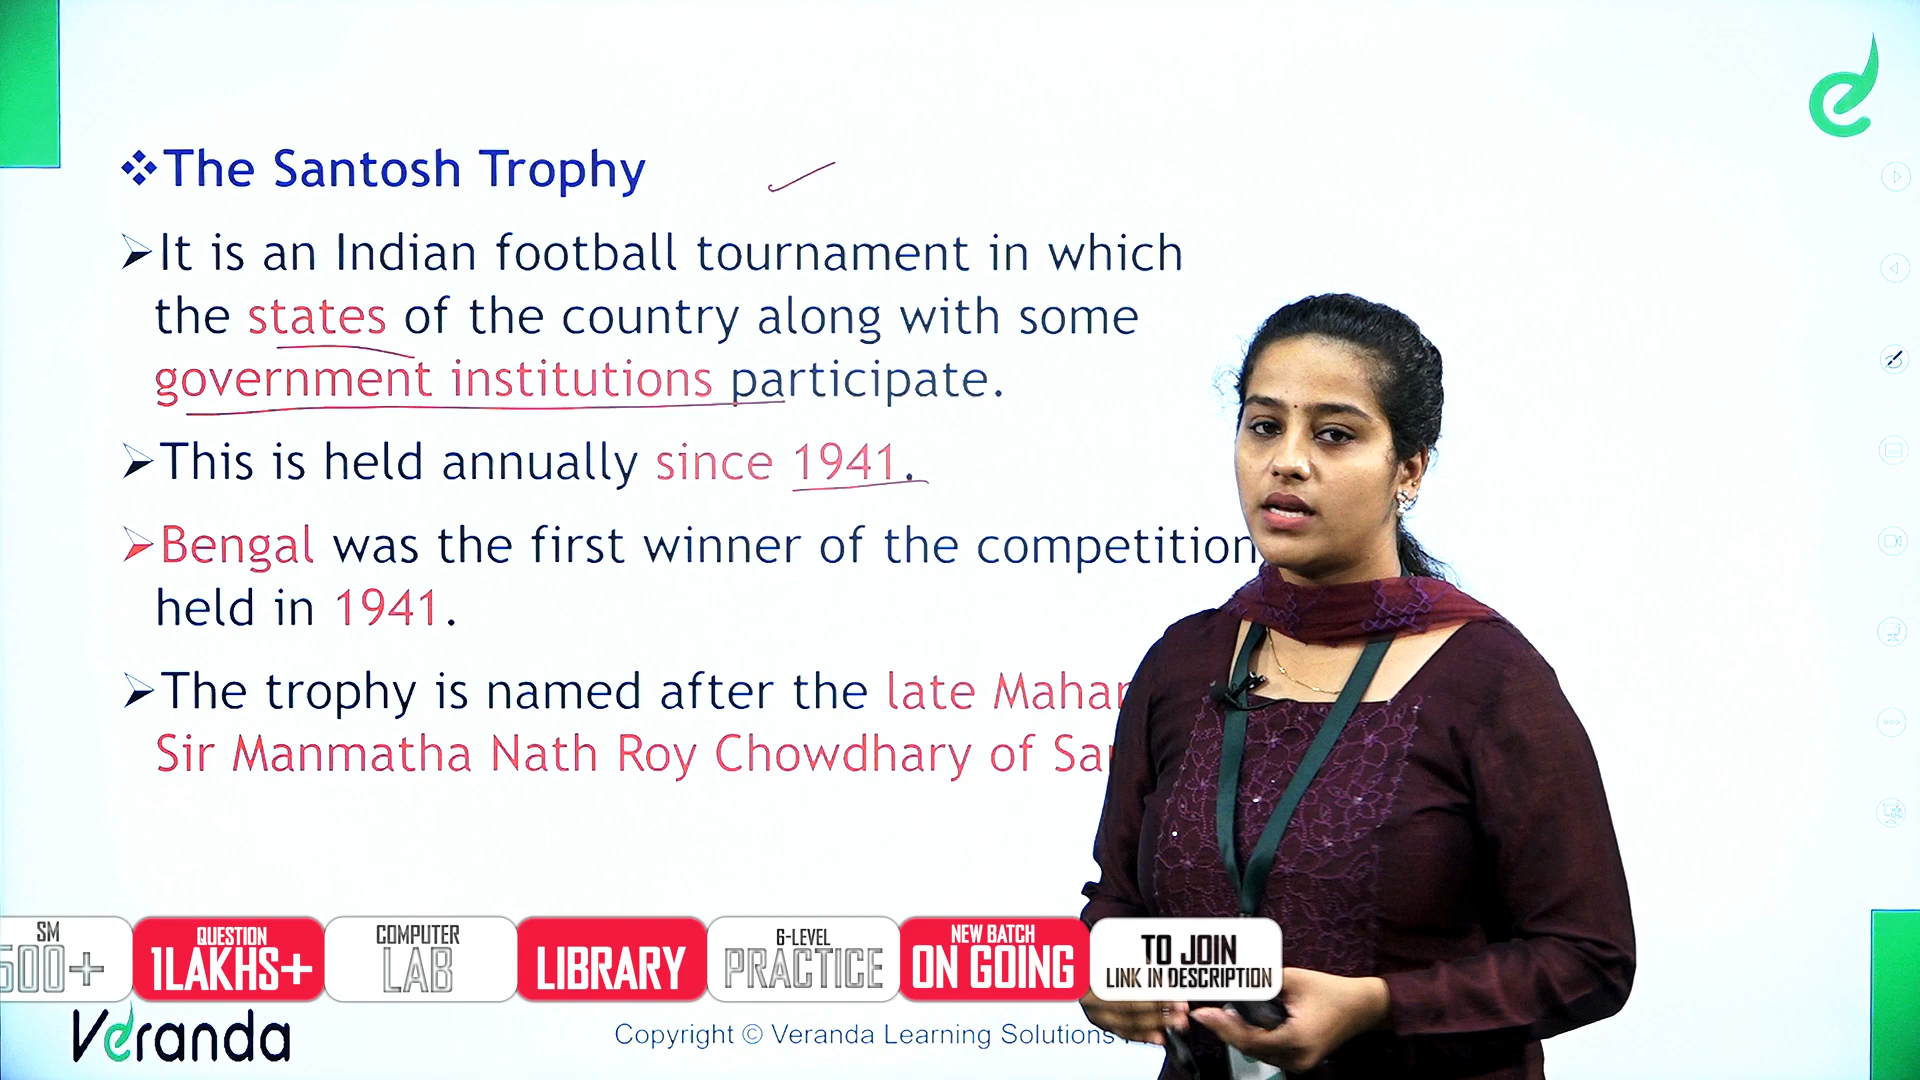 The Santosh Trophy
It is an Indian football tournament in which
the states of the country along with some
government institutions participate.
This is held annually since 1941.
Bengal was the first winner of the competition
held in 1941.
The trophy is named after the late
Sir Manmatha Nath Roy Chowdhary of
SM
500+
QUESTION
1LAKHS+
COMPUTER
LAB
LIBRARY
6-LEVEL
PRACTICE
NEW BATCH
ON GOING
TO JOIN
LINK IN DESCRIPTION
Veranda
Copyright © Veranda Learning Solutions